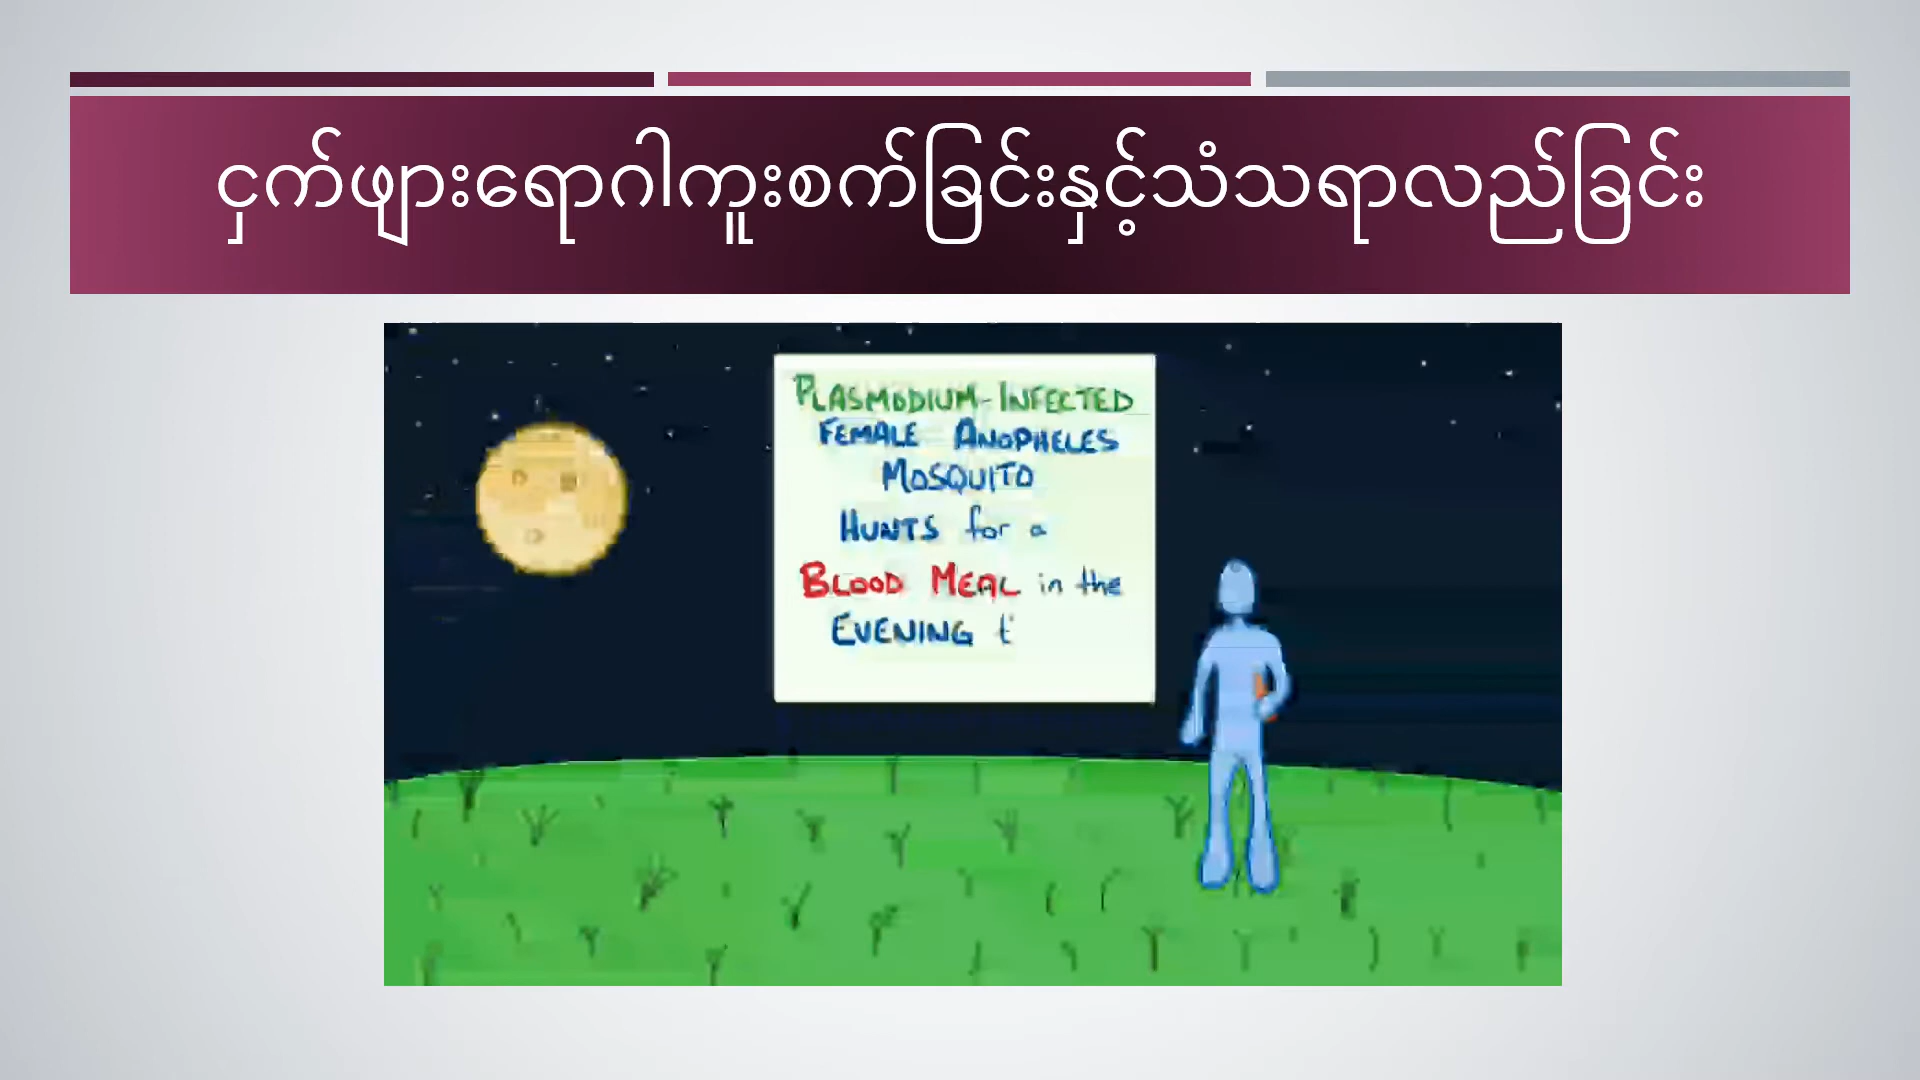 ငှက်ဖျားရောဂါကူးစက်ခြင်းနှင့်သံသရာလည်ခြင်း
PLASMODIUM-INFECTED
FEMALE ANOPHELES
MOSQUITO
HUNTS for a
BLOOD MEAL in the
EVENING t